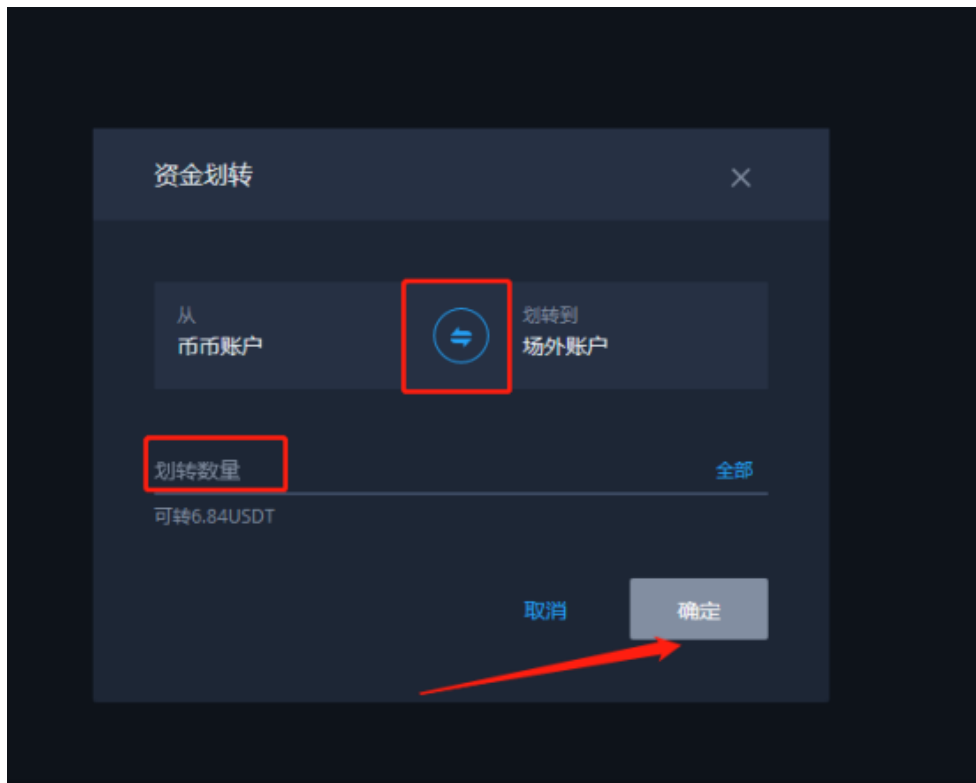 资金划转
从
币币账户
划转到
场外账户
划转数量
全部
可转6.84USDT
取消
确定